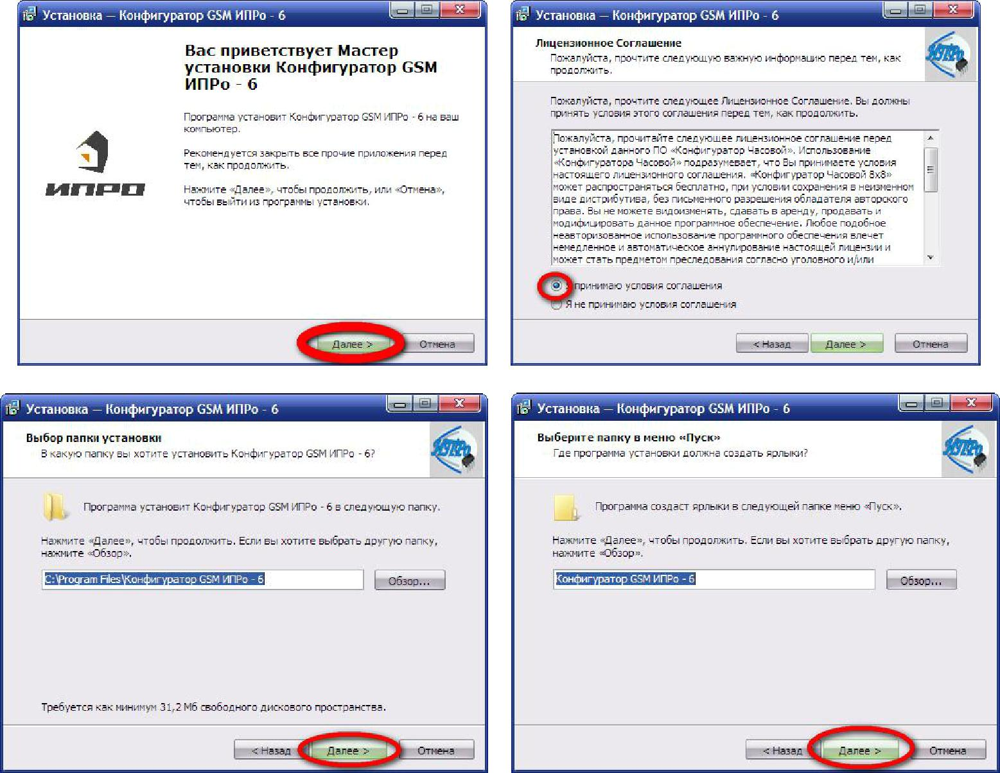 Установка — Конфигуратор GSM ИПРо - 6
Вас приветствует Мастер
установки Конфигуратор GSM
ИПРо - 6
Программа установит Конфигуратор GSM ИПРо - 6 на ваш
компьютер.
Рекомендуется закрыть все прочие приложения перед
тем, как продолжить.
Нажмите «Далее», чтобы продолжить, или «Отмена»,
чтобы выйти из программы установки.
ИПРО
Далее >
Отмена
Установка — Конфигуратор GSM ИПРо - 6
Лицензионное Соглашение
Пожалуйста, прочтите следующую важную информацию перед тем, как
продолжить.
ИПРо
Пожалуйста, прочтите следующее Лицензионное Соглашение. Вы должны
принять условия этого соглашения перед тем, как продолжить.
Пожалуйста, прочитайте следующее лицензионное соглашение перед
установкой данного ПО «Конфигуратор Часовой». Использование
«Конфигуратора Часовой» подразумевает, что Вы принимаете условия
настоящего лицензионного соглашения. «Конфигуратор Часовой 8x8»
может распространяться бесплатно, при условии сохранения в неизменном
виде дистрибутива, без письменного разрешения обладателя авторского
права. Вы не можете видоизменять, сдавать в аренду, продавать и
модифицировать данное программное обеспечение. Любое подобное
неавторизованное использование программного обеспечения влечет
немедленное и автоматическое аннулирование настоящей лицензии и
может стать предметом преследования согласно уголовного и/или
принимаю условия соглашения
Я не принимаю условия соглашения
< Назад
Далее >
Отмена
Установка — Конфигуратор GSM ИПРо - 6
Выбор папки установки
В какую папку вы хотите установить Конфигуратор GSM ИПРо - 6?
ИПРо
Программа установит Конфигуратор GSM ИПРо - 6 в следующую папку.
Нажмите «Далее», чтобы продолжить. Если вы хотите выбрать другую папку,
нажмите «Обзор».
C:\Program Files\Конфигуратор GSM ИПРо - 6
Обзор...
Требуется как минимум 31,2 Мб свободного дискового пространства.
< Назад
Далее >
Отмена
Установка — Конфигуратор GSM ИПРо - 6
Выберите папку в меню «Пуск»
Где программа установки должна создать ярлыки?
ИПРо
Программа создаст ярлыки в следующей папке меню «Пуск».
Нажмите «Далее», чтобы продолжить. Если вы хотите выбрать другую папку,
нажмите «Обзор».
Конфигуратор GSM ИПРо - 6
Обзор...
< Назад
Далее >
Отмена